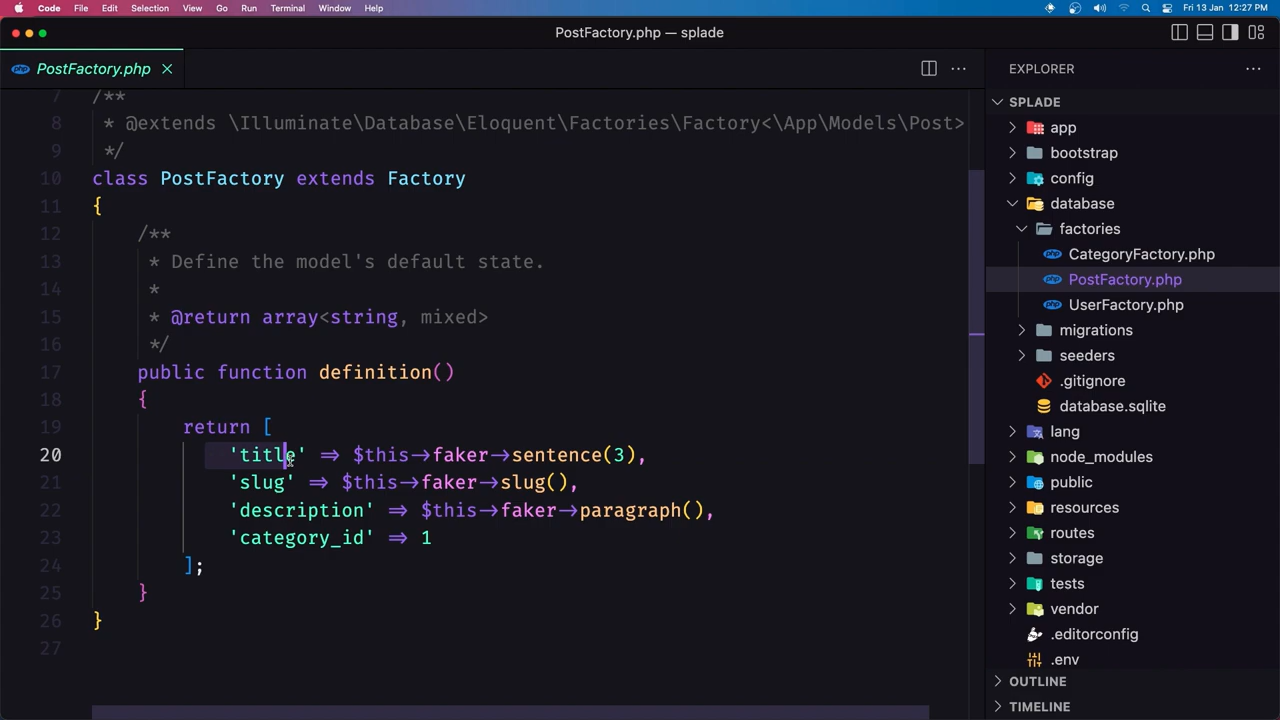 Code File Edit Selection View Go Run Terminal Window Help Fri 13 Jan 12:27 PM
PostFactory.php — splade
PostFactory.php
7 /**
8 * @extends \Illuminate\Database\Eloquent\Factories\Factory<\App\Models\Post>
9 */
10 class PostFactory extends Factory
11 {
12 /**
13 * Define the model's default state.
14 *
15 * @return array<string, mixed>
16 */
17 public function definition()
18 {
19 return [
20 'title' => $this->faker->sentence(3),
21 'slug' => $this->faker->slug(),
22 'description' => $this->faker->paragraph(),
23 'category_id' => 1
24 ];
25 }
26 }
27
EXPLORER
SPLADE
app
bootstrap
config
database
factories
CategoryFactory.php
PostFactory.php
UserFactory.php
migrations
seeders
.gitignore
database.sqlite
lang
node_modules
public
resources
routes
storage
tests
vendor
.editorconfig
.env
OUTLINE
TIMELINE